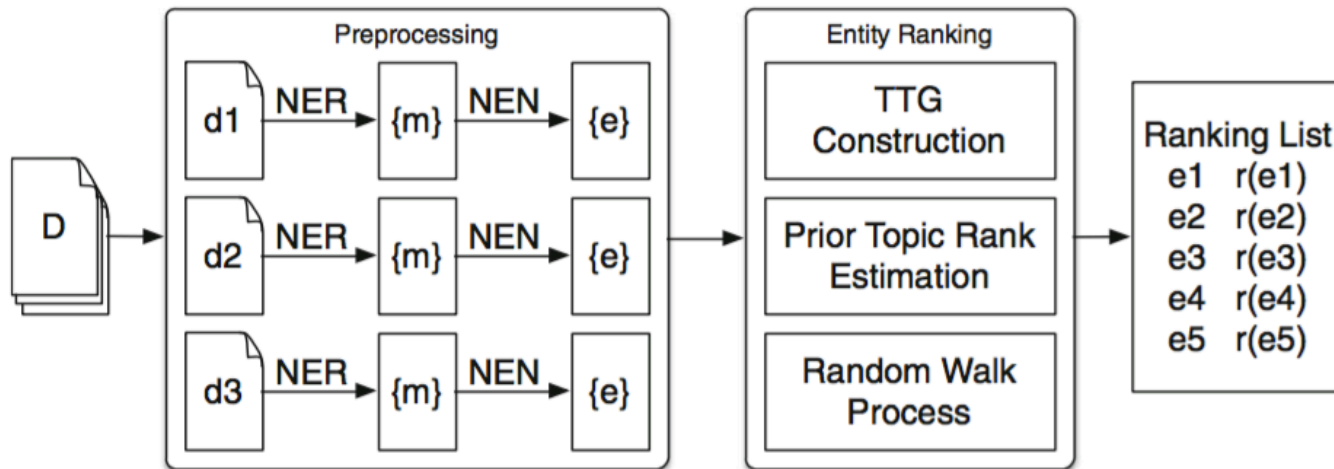 Preprocessing
Entity Ranking
D
d1 NER {m} NEN {e}
d2 NER {m} NEN {e}
d3 NER {m} NEN {e}
TTG
Construction
Prior Topic Rank
Estimation
Random Walk
Process
Ranking List
e1 r(e1)
e2 r(e2)
e3 r(e3)
e4 r(e4)
e5 r(e5)